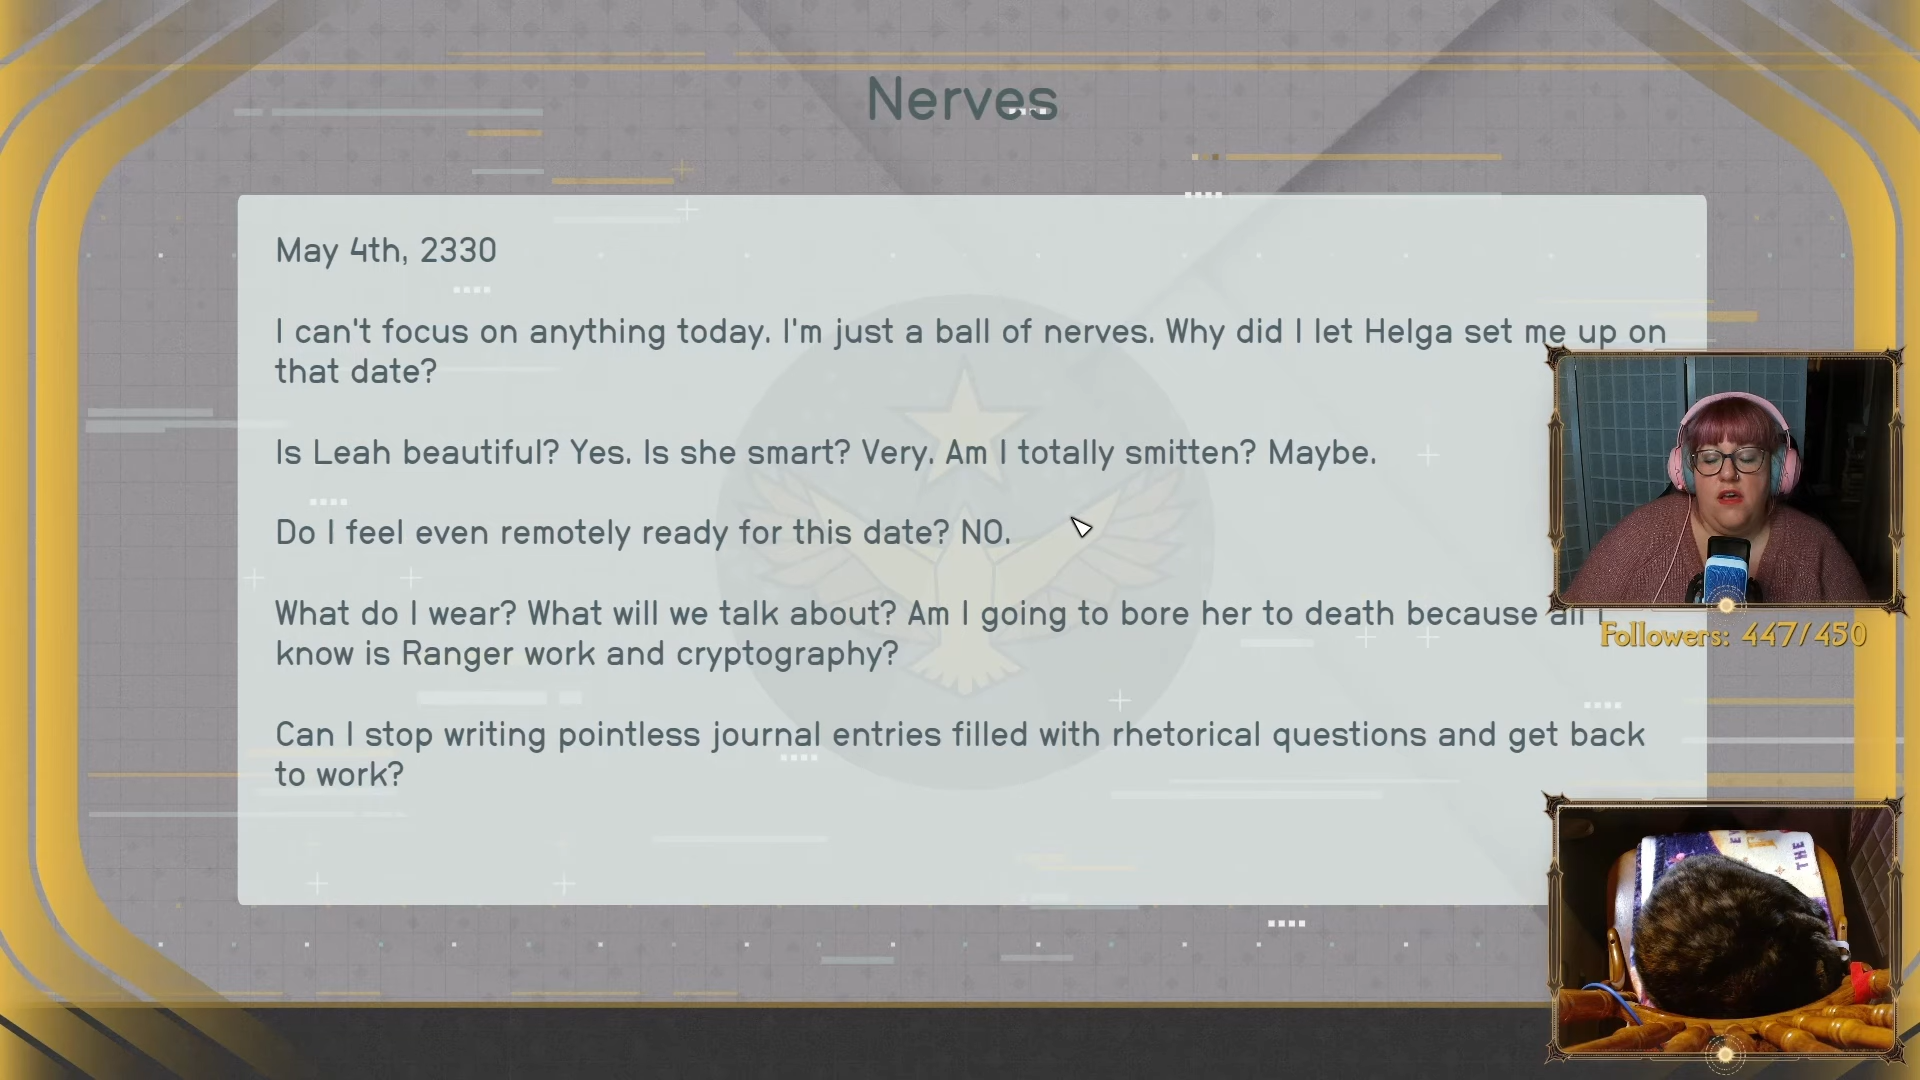 Nerves
May 4th, 2330
I can't focus on anything today. I'm just a ball of nerves. Why did I let Helga set me up on
that date?
Is Leah beautiful? Yes. Is she smart? Very. Am I totally smitten? Maybe.
Do I feel even remotely ready for this date? NO.
What do I wear? What will we talk about? Am I going to bore her to death because all I
know is Ranger work and cryptography?
Can I stop writing pointless journal entries filled with rhetorical questions and get back
to work?
Followers: 447/450
THE